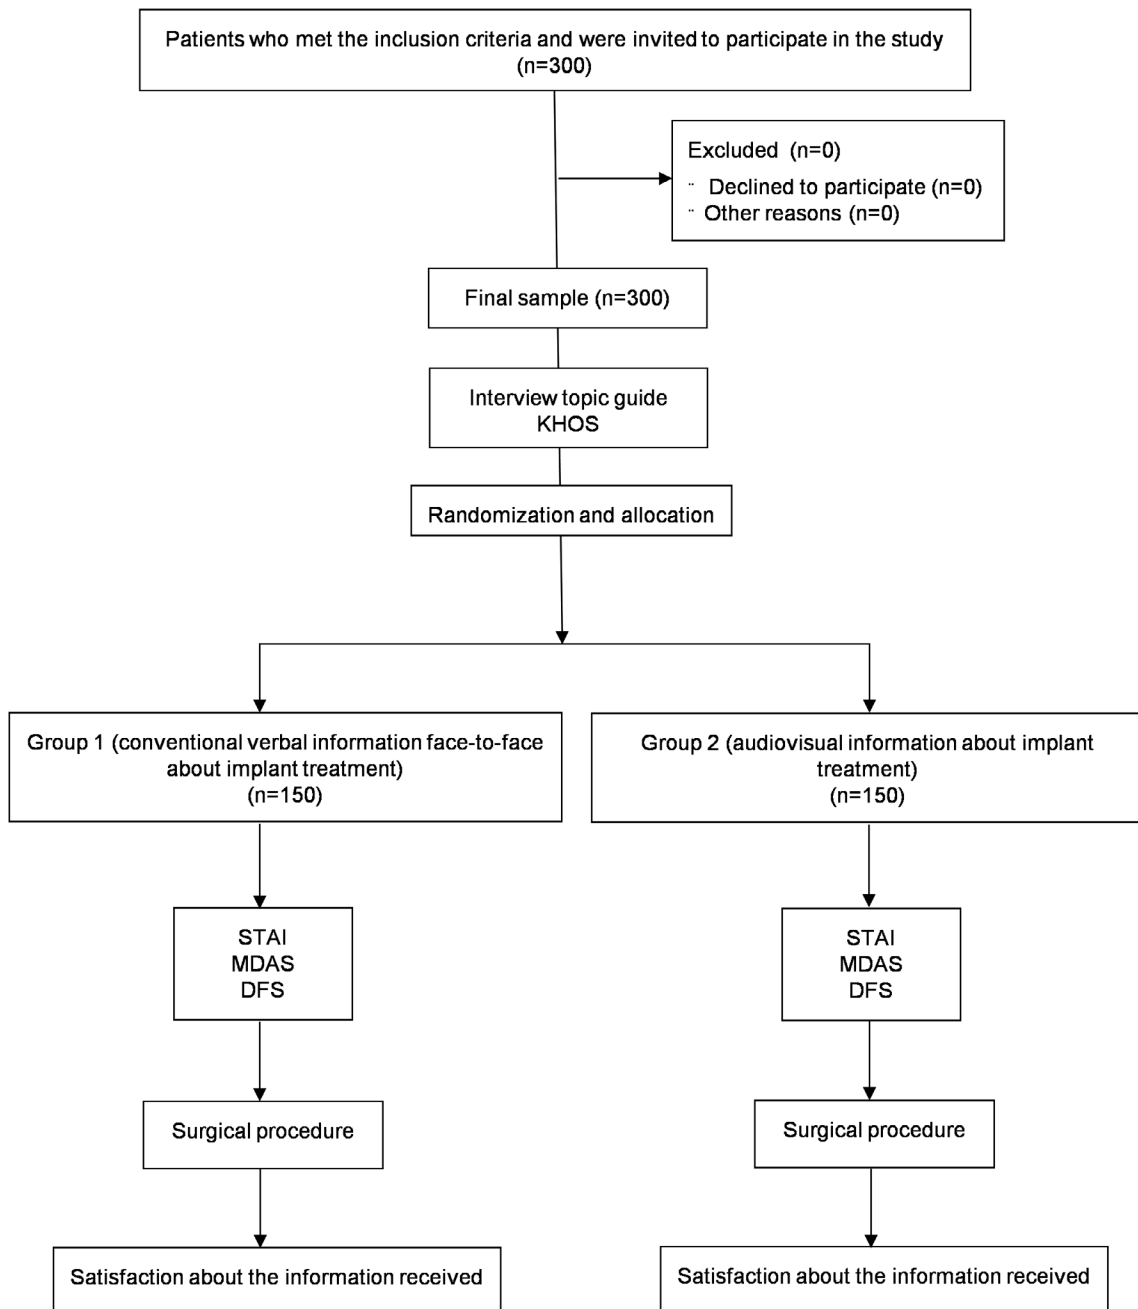 Patients who met the inclusion criteria and were invited to participate in the study
(n=300)
Excluded (n=0)
¨ Declined to participate (n=0)
¨ Other reasons (n=0)
Final sample (n=300)
Interview topic guide
KHOS
Randomization and allocation
Group 1 (conventional verbal information face-to-face
about implant treatment)
(n=150)
Group 2 (audiovisual information about implant
treatment)
(n=150)
STAI
MDAS
DFS
STAI
MDAS
DFS
Surgical procedure
Surgical procedure
Satisfaction about the information received
Satisfaction about the information received